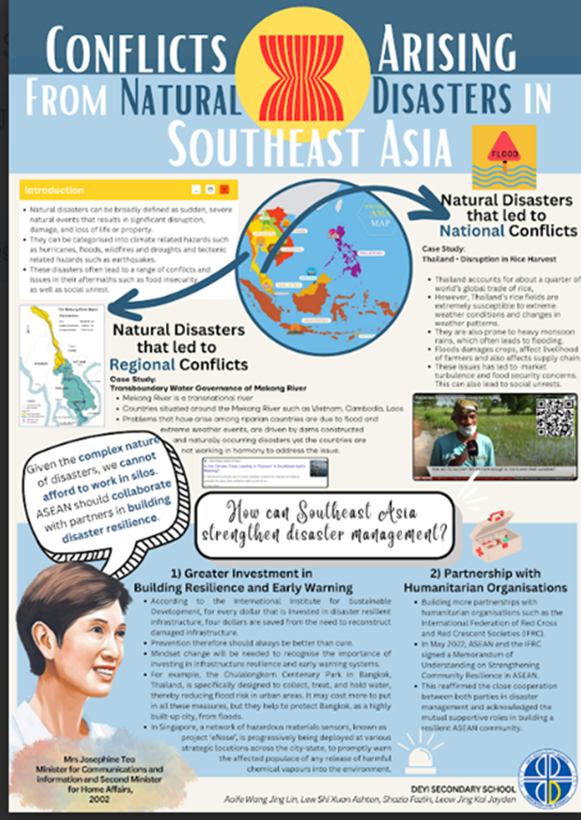 CONFLICTS ARISING
FROM NATURAL DISASTERS IN
SOUTHEAST ASIA
FLOOD
Introduction
Natural disasters can be broadly defined as sudden, severe
natural events that results in significant disruption,
damage, and loss of life or property.
They can be categorised into climate related hazards such
as hurricanes, floods, wildfires and droughts and tectonic
related hazards such as earthquakes.
These disasters often lead to a range of conflicts and
issues in their aftermaths such as food insecurity
as well as social unrest.
ASIA
MAP
Natural Disasters
that led to
National Conflicts
Case Study:
Thailand - Disruption in Rice Harvest
Thailand accounts for about a quarter of
world's global trade of rice,
However, Thailand's rice fields are
extremely susceptible to extreme
weather conditions and changes in
weather patterns.
They are also prone to heavy monsoon
rains, which often leads to flooding.
Floods damages crops, affect livelihood
of farmers and also affects supply chain
These issues has led to market
turbulence and food security concerns.
This can also lead to social unrests.
Natural Disasters
that led to
Regional Conflicts
Case Study:
Transboundary Water Governance of Mekong River
Mekong River is a transnational river
Countries situated around the Mekong River such as Vietnam, Cambodia, Laos
Problems that have arise among riparian countries are due to flood and
extreme weather events, are driven by dams constructed
and naturally occurring disasters yet the countries are
not working in harmony to address the issue.
Given the complex nature
of disasters, we cannot
afford to work in silos.
ASEAN should collaborate
with partners in building
disaster resilience.
How can Southeast Asia
strengthen disaster management?
1) Greater Investment in
Building Resilience and Early Warning
According to the International Institute for Sustainable
Development, for every dollar that is invested in disaster resilient
infrastructure, four dollars are saved from the need to reconstruct
damaged infrastructure.
Prevention therefore should always be better than cure.
Mindset change will be needed to recognise the importance of
investing in infrastructure resilience and early warning systems.
For example, the Chulalongkorn Centenary Park in Bangkok,
Thailand, is specifically designed to collect, treat, and hold water,
thereby reducing flood risk in urban areas. It may cost more to put
in all these measures, but they help to protect Bangkok, as a highly
built-up city, from floods.
In Singapore, a network of hazardous materials sensors, known as
project 'eNose', is progressively being deployed at various
strategic locations across the city-state, to promptly warn
the affected populace of any release of harmful
chemical vapours into the environment.
2) Partnership with
Humanitarian Organisations
Building more partnerships with
humanitarian organisations such as the
International Federation of Red Cross
and Red Crescent Societies (IFRC).
In May 2022, ASEAN and the IFRC
signed a Memorandum of
Understanding on Strengthening
Community Resilience in ASEAN.
This reaffirmed the close cooperation
between both parties in disaster
management and acknowledged the
mutual supportive roles in building a
resilient ASEAN community.
Mrs Josephine Teo
Minister for Communications and
Information and Second Minister
for Home Affairs,
2002
DEYI SECONDARY SCHOOL
Aoife Wang Jing Lin, Lew Shi Xuan Ashton, Shazia Fazlin, Leow Jing Kai Jayden